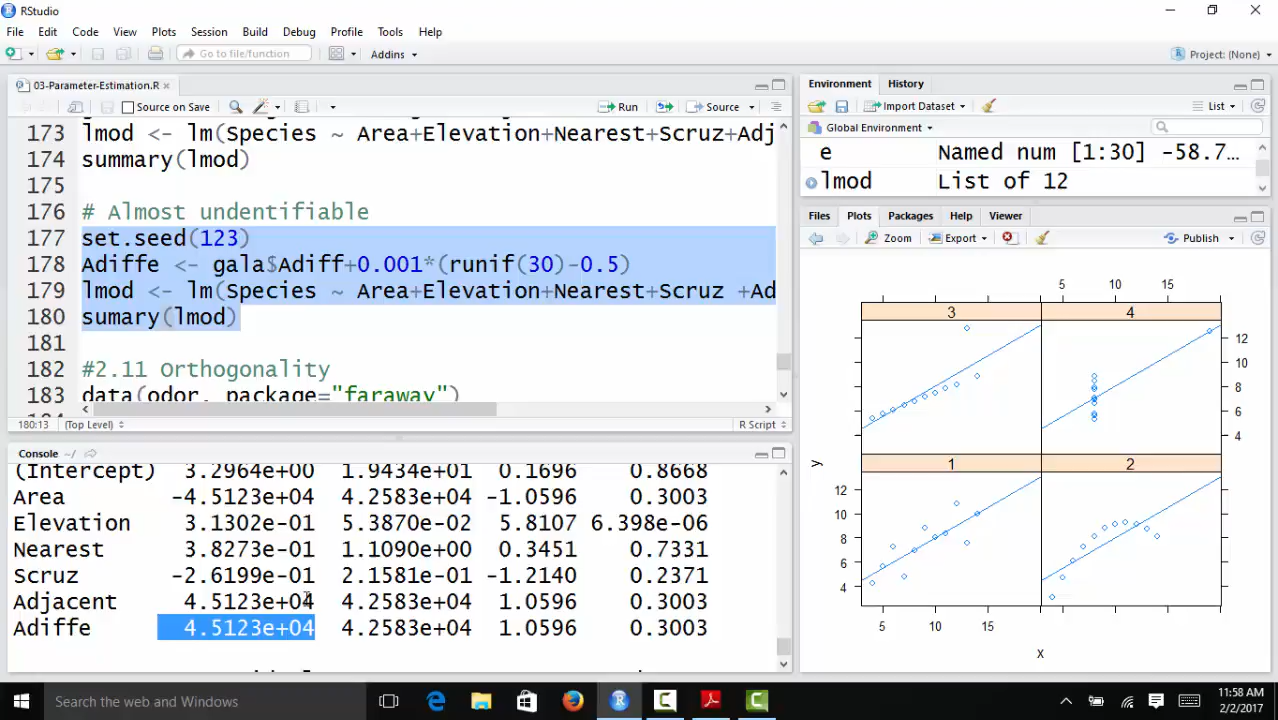 RStudio
File Edit Code View Plots Session Build Debug Profile Tools Help
Go to file/function
Addins
Project: (None)
03-Parameter-Estimation.R
Source on Save
Run
Source
173 lmod <- lm(Species ~ Area+Elevation+Nearest+Scruz+Adj
174 summary(lmod)
175
176 # Almost undentifiable
177 set.seed(123)
178 Adiffe <- gala$Adiff+0.001*(runif(30)-0.5)
179 lmod <- lm(Species ~ Area+Elevation+Nearest+Scruz +Ad
180 sumary(lmod)
181
182 #2.11 Orthogonality
183 data(odor, package="faraway")
180:13 (Top Level) R Script
Console ~/
(Intercept) 3.2964e+00 1.9434e+01 0.1696 0.8668
Area -4.5123e+04 4.2583e+04 -1.0596 0.3003
Elevation 3.1302e-01 5.3870e-02 5.8107 6.398e-06
Nearest 3.8273e-01 1.1090e+00 0.3451 0.7331
Scruz -2.6199e-01 2.1581e-01 -1.2140 0.2371
Adjacent 4.5123e+04 4.2583e+04 1.0596 0.3003
Adiffe 4.5123e+04 4.2583e+04 1.0596 0.3003
Environment History
Import Dataset
List
Global Environment
e Named num [1:30] -58.7…
lmod List of 12
Files Plots Packages Help Viewer
Zoom Export Publish
5 10 15
3 4
12
10
8
6
4
y
1 2
12
10
8
6
4
5 10 15
x
Search the web and Windows
11:58 AM
2/2/2017